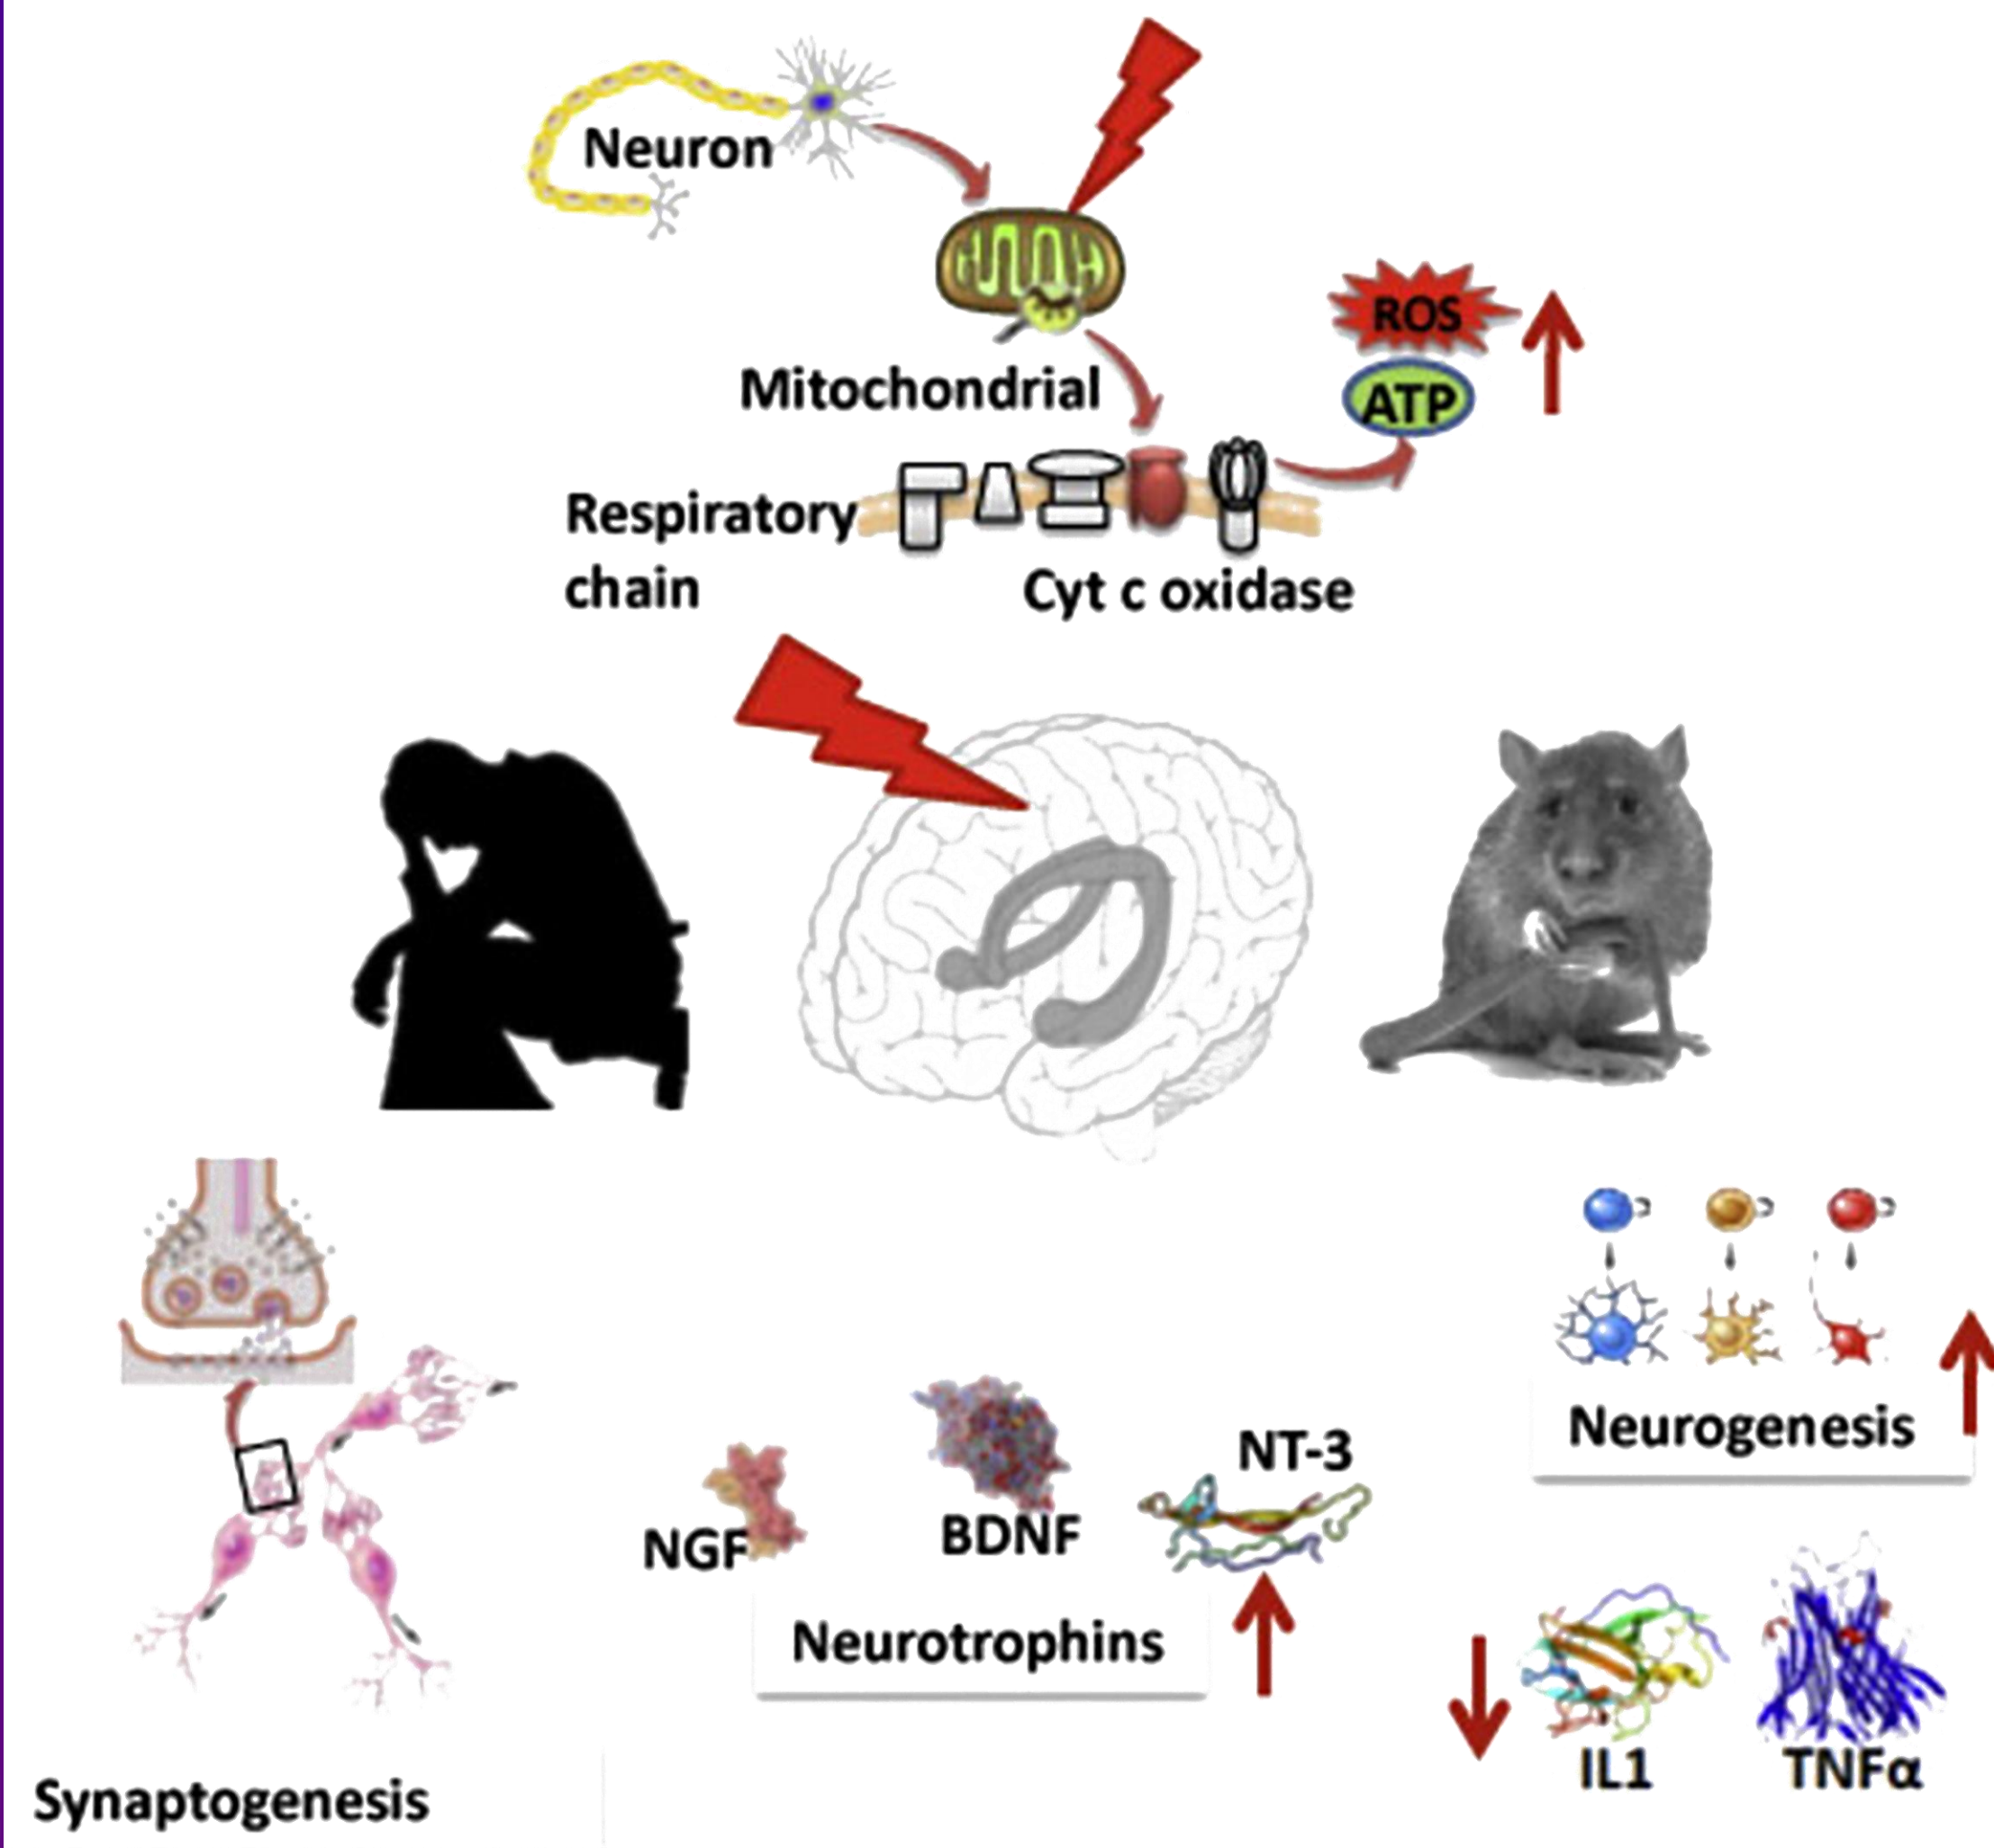 Neuron
ROS
ATP
Mitochondrial
Respiratory
chain
Cyt c oxidase
Neurogenesis
NGF
BDNF
NT-3
Neurotrophins
IL1
TNFα
Synaptogenesis